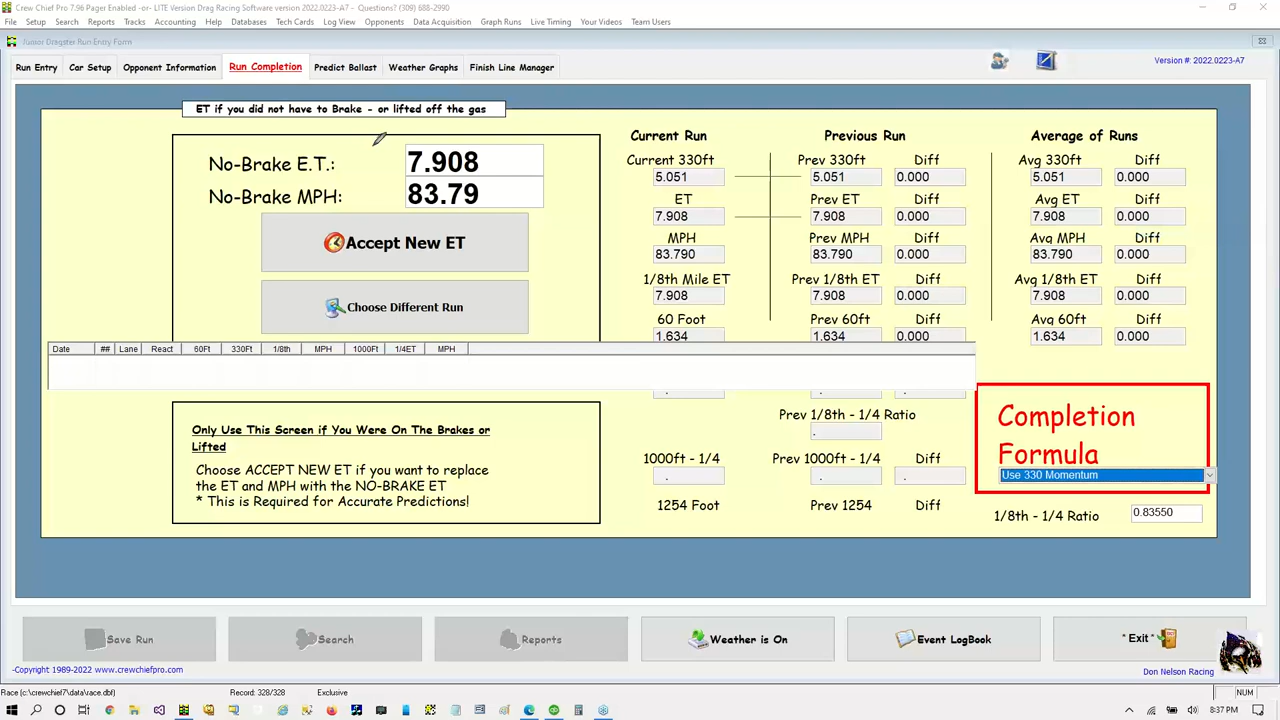 Crew Chief Pro 7.96 Pager Enabled -or- LITE Version Drag Racing Software version 2022.0223-A7 - Questions? (309) 688-2990
File Setup Search Reports Tracks Accounting Help Databases Tech Cards Log View Opponents Data Acquisition Graph Runs Live Timing Your Videos Team Users
Junior Dragster Run Entry Form
Run Entry Car Setup Opponent Information Run Completion Predict Ballast Weather Graphs Finish Line Manager Version #: 2022.0223-A7
ET if you did not have to Brake - or lifted off the gas
No-Brake E.T.: 7.908
No-Brake MPH: 83.79
Accept New ET
Choose Different Run
Current Run Previous Run Average of Runs
Current 330ft Prev 330ft Diff Avg 330ft Diff
5.051 5.051 0.000 5.051 0.000
ET Prev ET Diff Avg ET Diff
7.908 7.908 0.000 7.908 0.000
MPH Prev MPH Diff Avg MPH Diff
83.790 83.790 0.000 83.790 0.000
1/8th Mile ET Prev 1/8th ET Diff Avg 1/8th ET Diff
7.908 7.908 0.000 7.908 0.000
60 Foot Prev 60ft Diff Avg 60ft Diff
1.634 1.634 0.000 1.634 0.000
Date ## Lane React 60Ft 330Ft 1/8th MPH 1000Ft 1/4ET MPH
. . .
Prev 1/8th - 1/4 Ratio
.
1000ft - 1/4 Prev 1000ft - 1/4 Diff
. . .
1254 Foot Prev 1254 Diff
Only Use This Screen if You Were On The Brakes or
Lifted
Choose ACCEPT NEW ET if you want to replace
the ET and MPH with the NO-BRAKE ET
* This is Required for Accurate Predictions!
Completion
Formula
Use 330 Momentum
1/8th - 1/4 Ratio 0.83550
Save Run Search Reports Weather is On Event LogBook * Exit *
-Copyright 1989-2022 www.crewchiefpro.com Don Nelson Racing
Race (c:\crewchief7\data\race.dbf) Record: 328/328 Exclusive NUM
8:37 PM